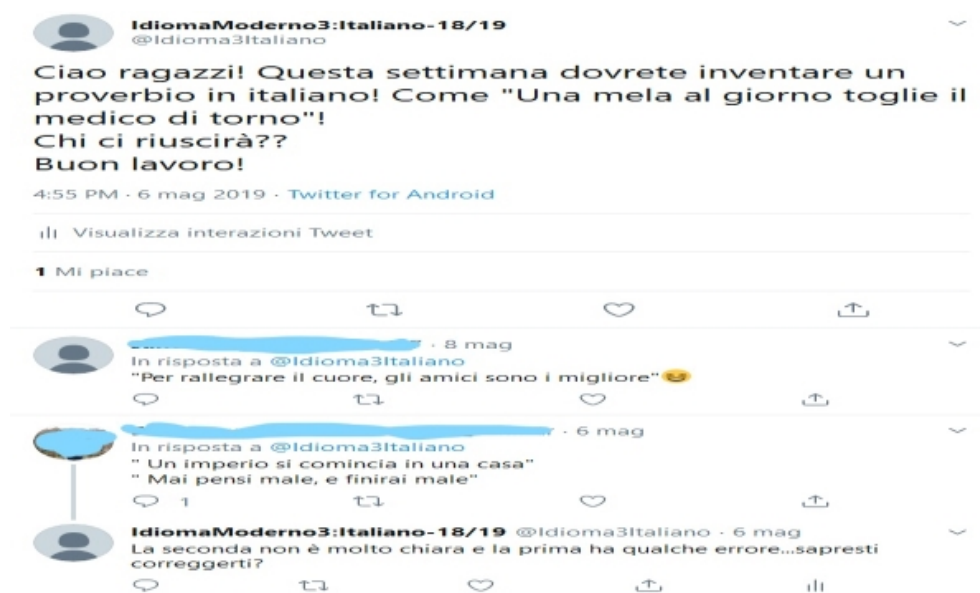 IdiomaModerno3:Italiano-18/19
@Idioma3Italiano
Ciao ragazzi! Questa settimana dovrete inventare un
proverbio in italiano! Come "Una mela al giorno toglie il
medico di torno"!
Chi ci riuscirà??
Buon lavoro!
4:55 PM · 6 mag 2019 · Twitter for Android
Visualizza interazioni Tweet
1 Mi piace
· 8 mag
In risposta a @Idioma3Italiano
"Per rallegrare il cuore, gli amici sono i migliore"😄
· 6 mag
In risposta a @Idioma3Italiano
" Un imperio si comincia in una casa"
" Mai pensi male, e finirai male"
1
IdiomaModerno3:Italiano-18/19 @Idioma3Italiano · 6 mag
La seconda non è molto chiara e la prima ha qualche errore...sapresti
correggerti?